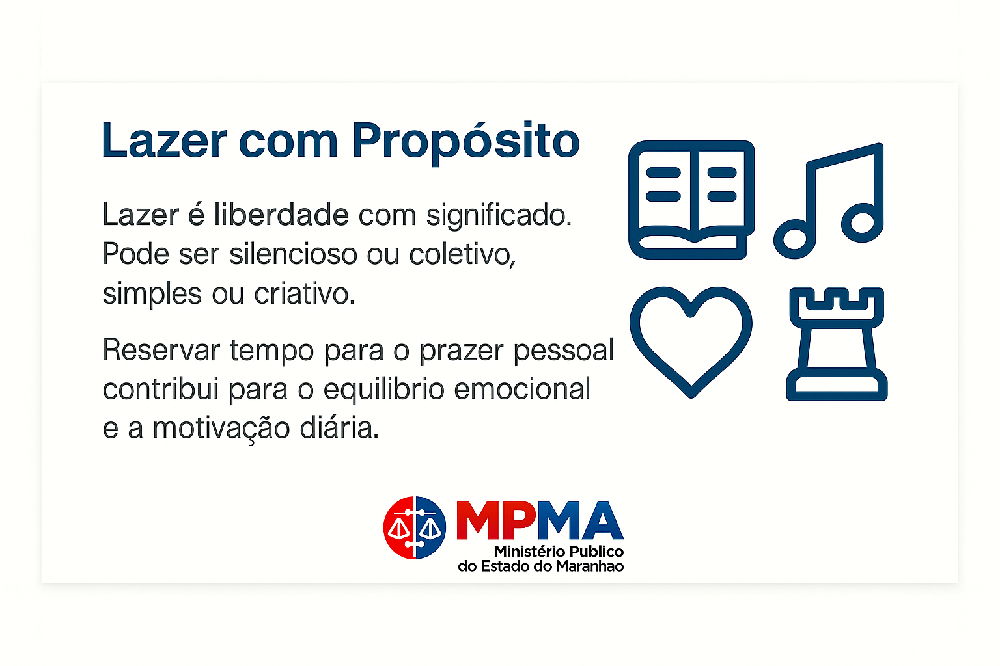 Lazer com Propósito
Lazer é liberdade com significado.
Pode ser silencioso ou coletivo,
simples ou criativo.
Reservar tempo para o prazer pessoal
contribui para o equilibrio emocional
e a motivação diária.
MPMA
Ministério Publico
do Estado do Maranhao